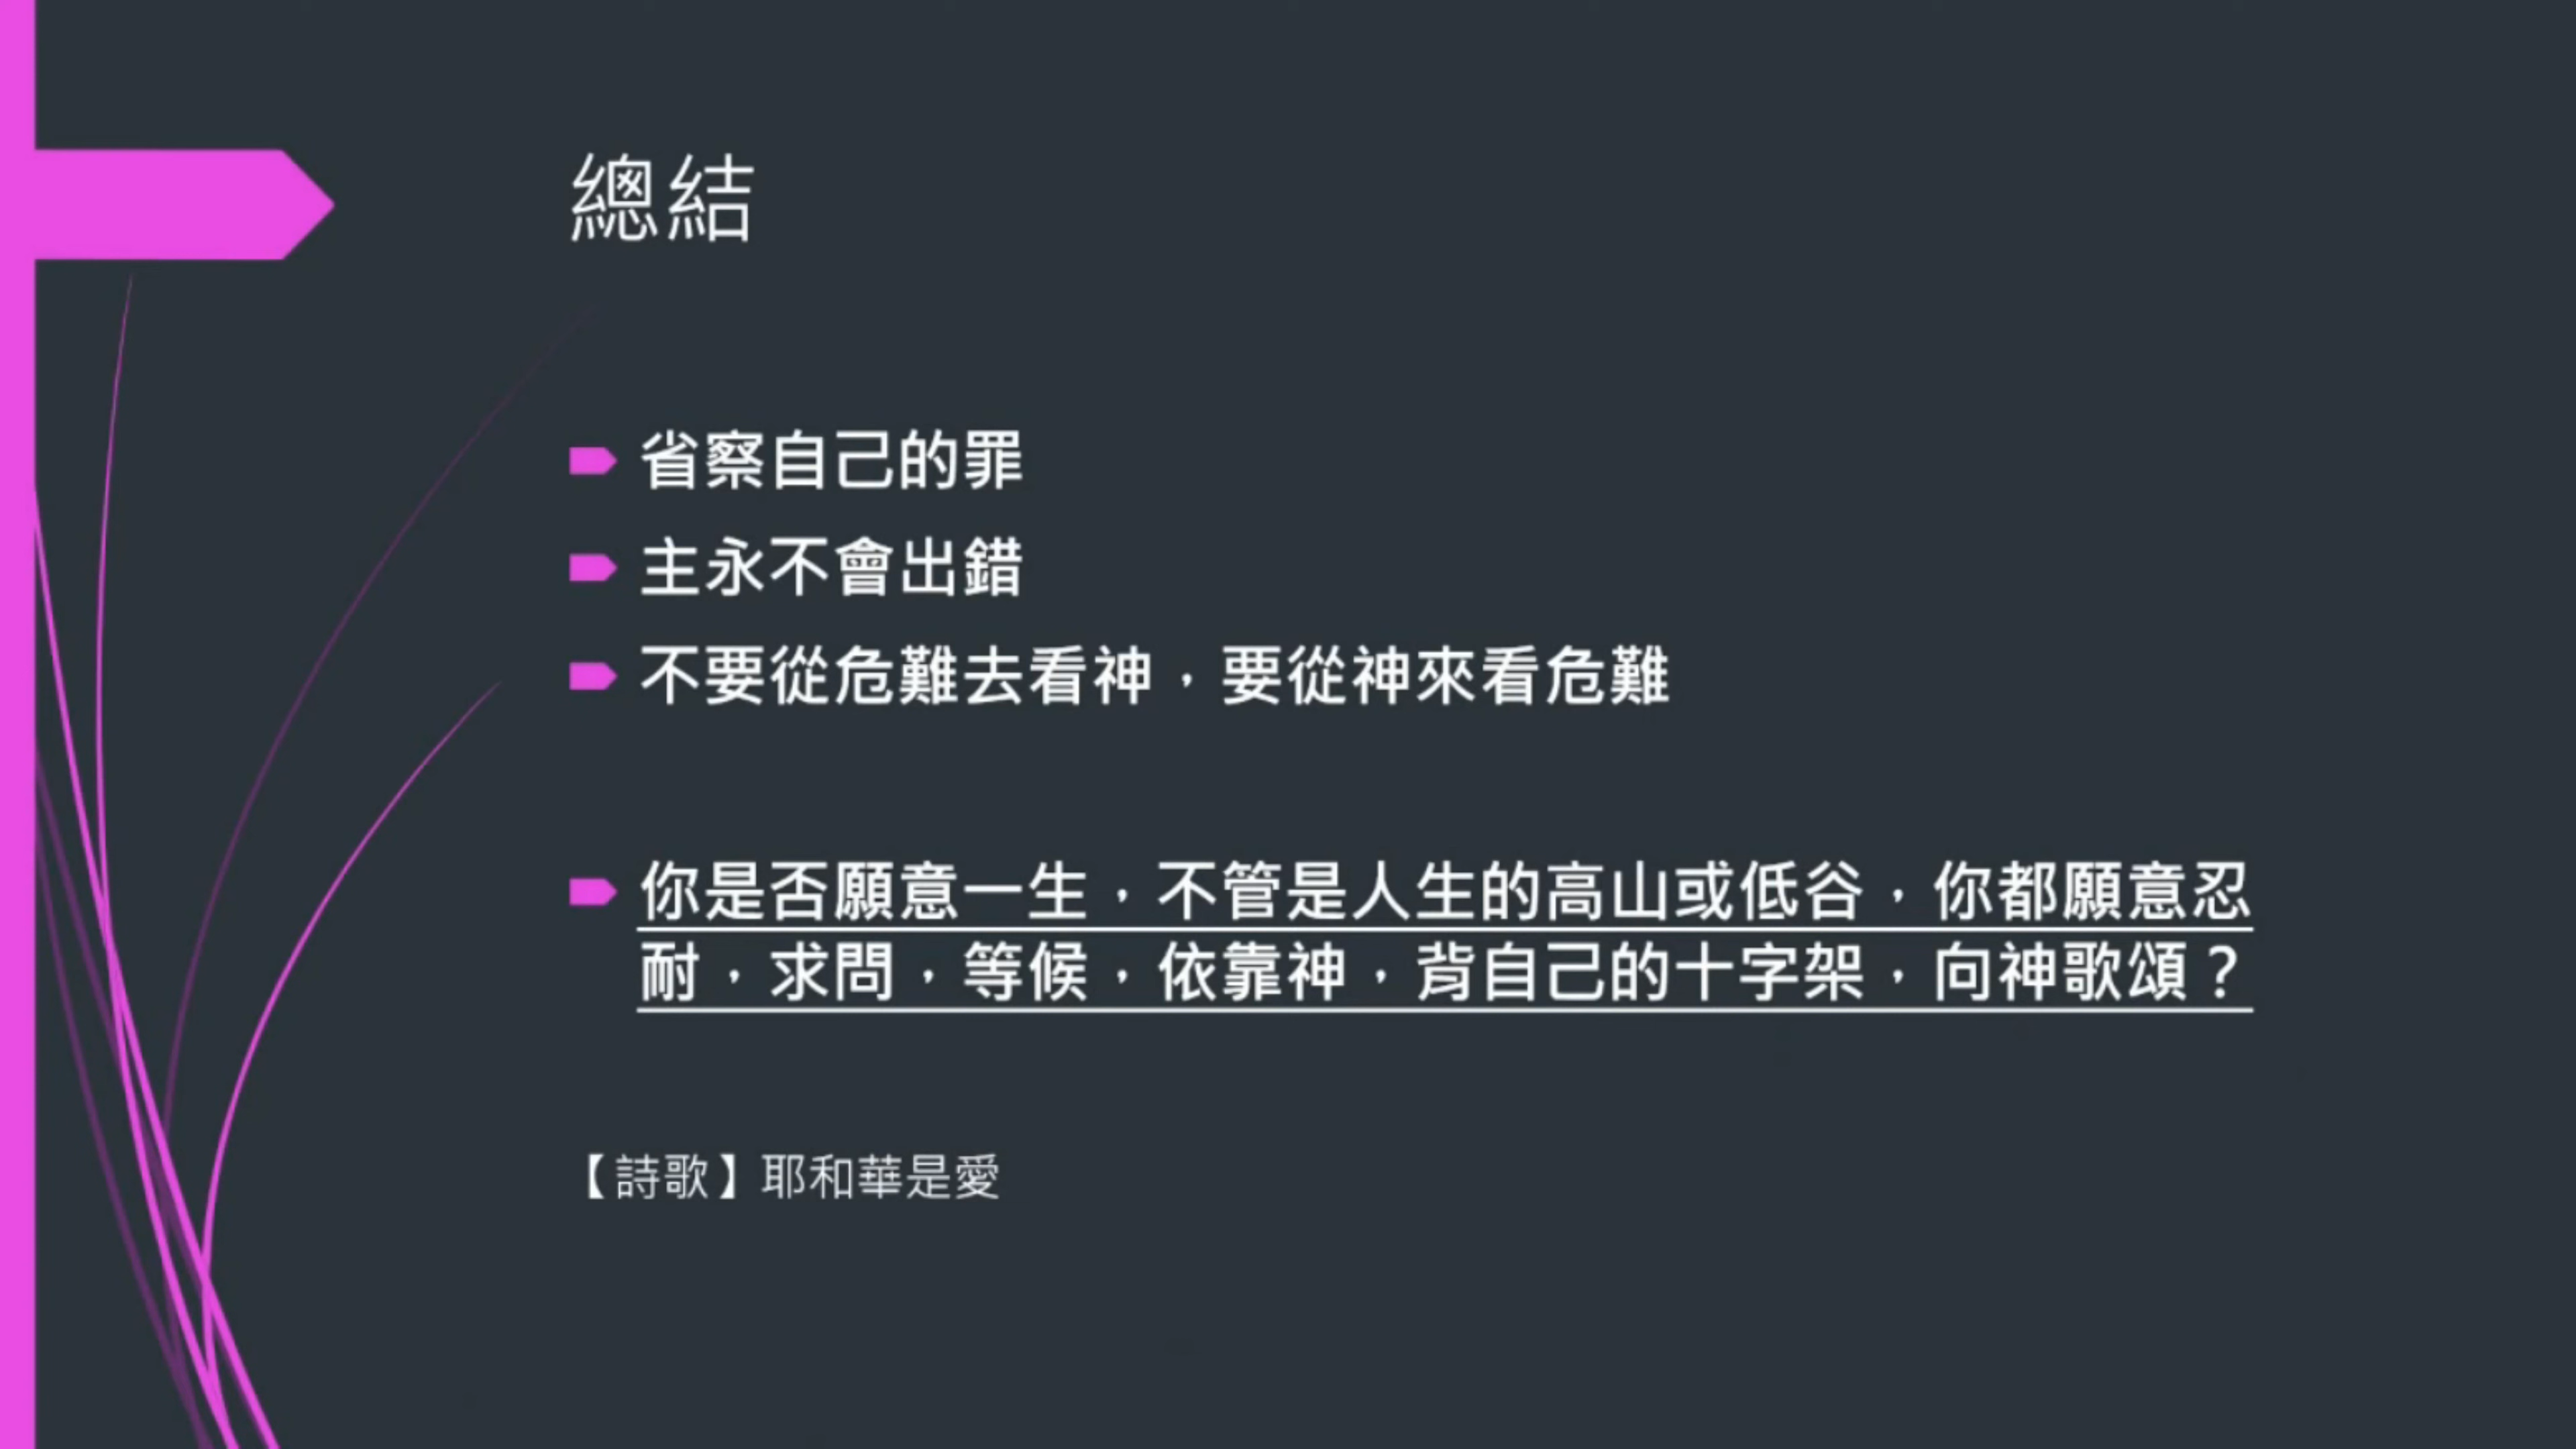 總結
省察自己的罪
主永不會出錯
不要從危難去看神，要從神來看危難
你是否願意一生，不管是人生的高山或低谷，你都願意忍
耐，求問，等候，依靠神，背自己的十字架，向神歌頌？
【詩歌】耶和華是愛